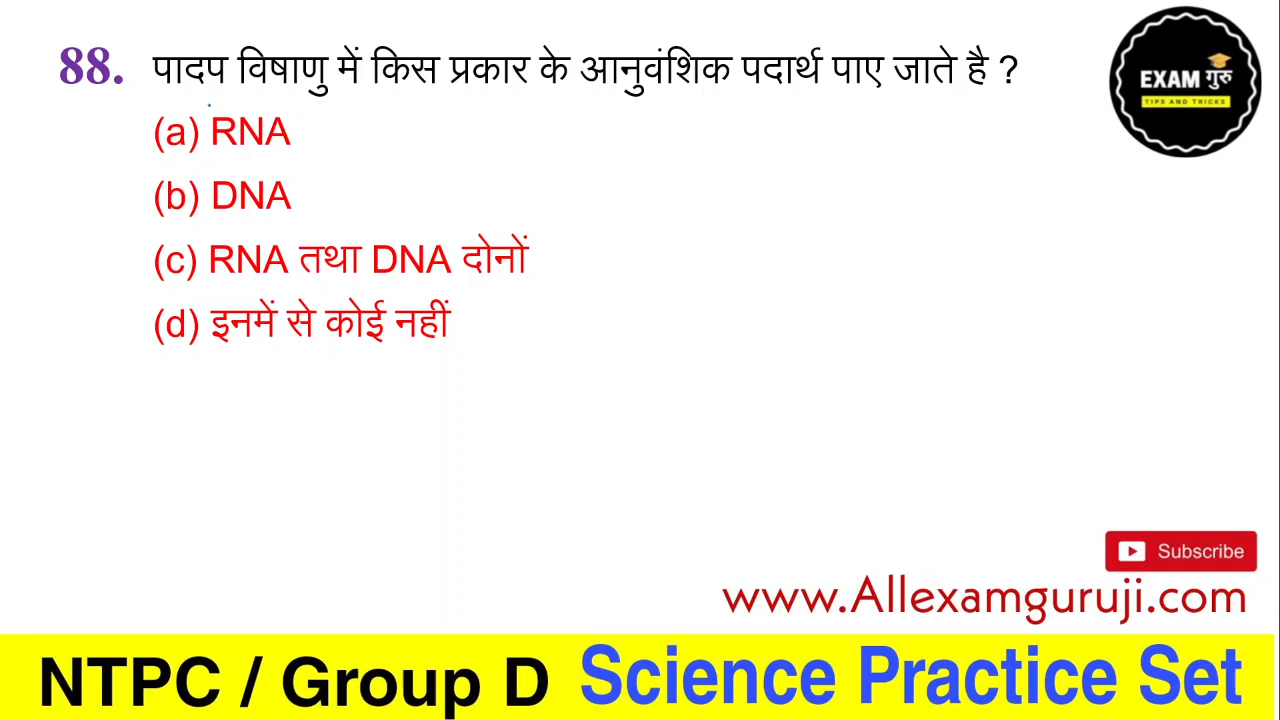 88. पादप विषाणु में किस प्रकार के आनुवंशिक पदार्थ पाए जाते है ?
EXAM गुरु
TIPS AND TRICKS
(a) RNA
(b) DNA
(c) RNA तथा DNA दोनों
(d) इनमें से कोई नहीं
Subscribe
www.Allexamguruji.com
NTPC / Group D Science Practice Set